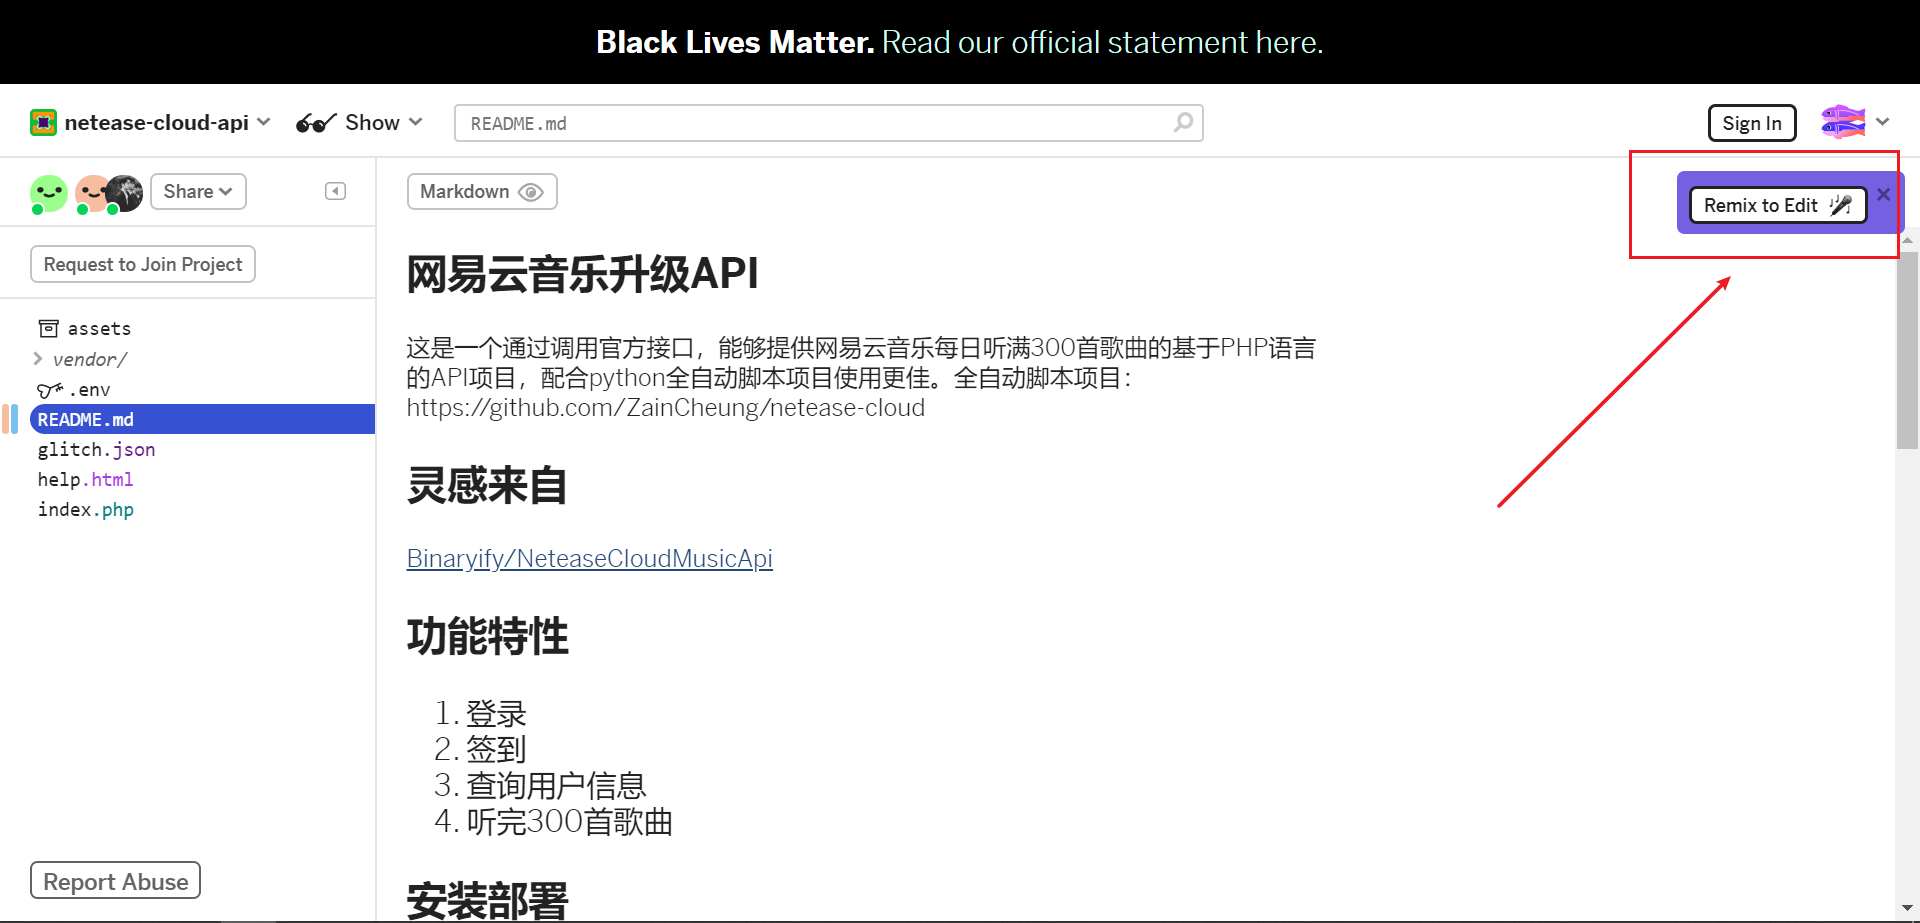 Black Lives Matter. Read our official statement here.
netease-cloud-api
Show
README.md
Sign In
Share
Markdown
Remix to Edit
Request to Join Project
assets
vendor/
.env
README.md
glitch.json
help.html
index.php
Report Abuse
网易云音乐升级API
这是一个通过调用官方接口，能够提供网易云音乐每日听满300首歌曲的基于PHP语言
的API项目，配合python全自动脚本项目使用更佳。全自动脚本项目：
https://github.com/ZainCheung/netease-cloud
灵感来自
Binaryify/NeteaseCloudMusicApi
功能特性
1. 登录
2. 签到
3. 查询用户信息
4. 听完300首歌曲
安装部署